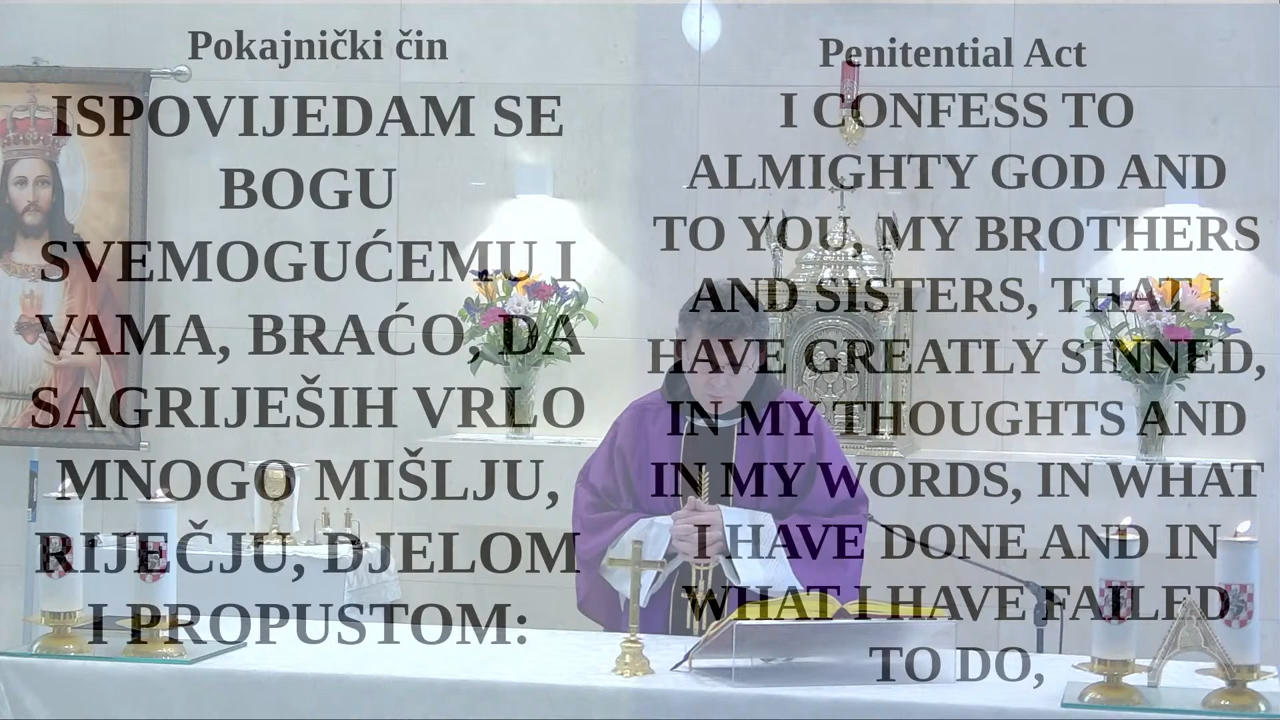 Pokajnički čin
ISPOVIJEDAM SE
BOGU
SVEMOGUĆEMU I
VAMA, BRAĆO, DA
SAGRIJEŠIH VRLO
MNOGO MIŠLJU,
RIJEČJU, DJELOM
I PROPUSTOM:
Penitential Act
I CONFESS TO
ALMIGHTY GOD AND
TO YOU, MY BROTHERS
AND SISTERS, THAT I
HAVE GREATLY SINNED,
IN MY THOUGHTS AND
IN MY WORDS, IN WHAT
I HAVE DONE AND IN
WHAT I HAVE FAILED
TO DO,